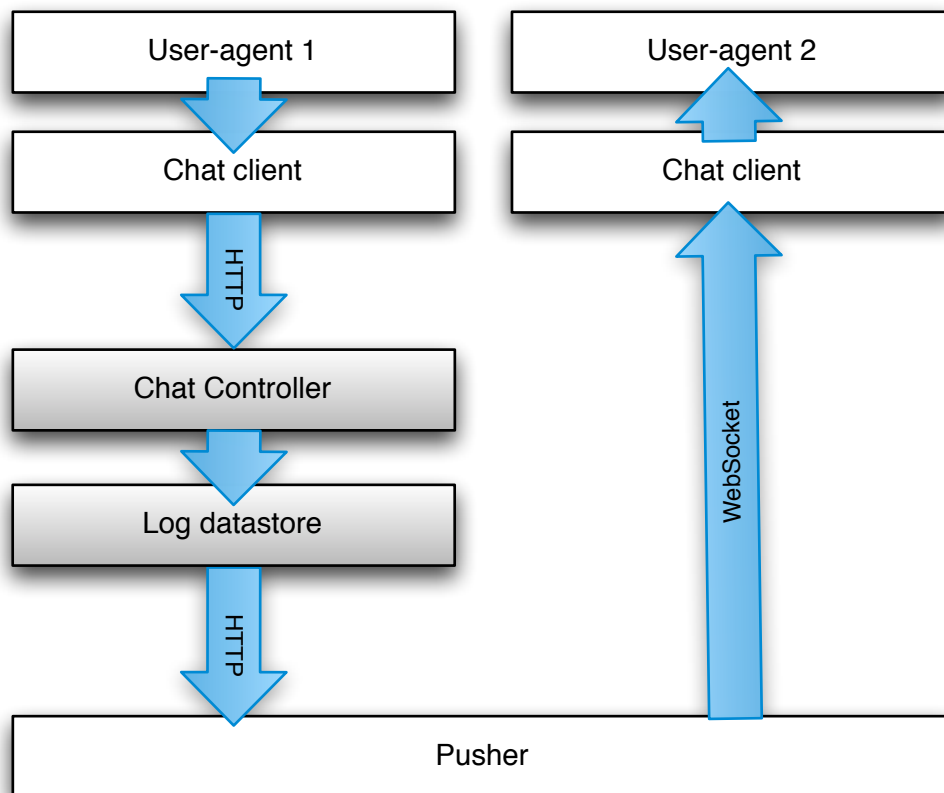 User-agent 1
User-agent 2
Chat client
Chat client
HTTP
Chat Controller
WebSocket
Log datastore
HTTP
Pusher